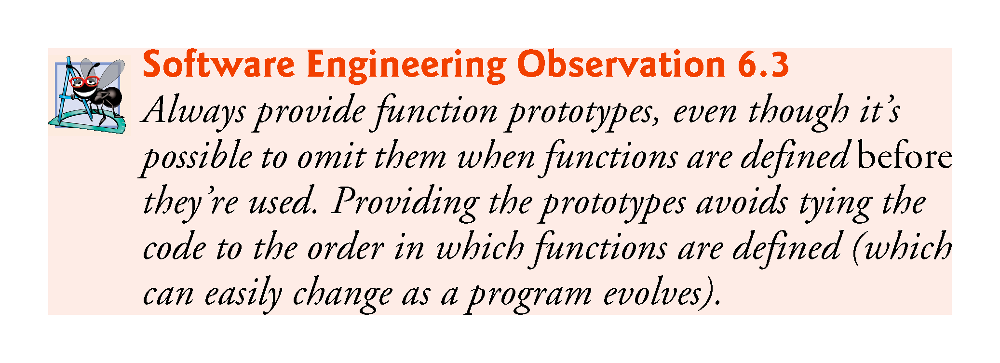 Software Engineering Observation 6.3
Always provide function prototypes, even though it’s
possible to omit them when functions are defined before
they’re used. Providing the prototypes avoids tying the
code to the order in which functions are defined (which
can easily change as a program evolves).